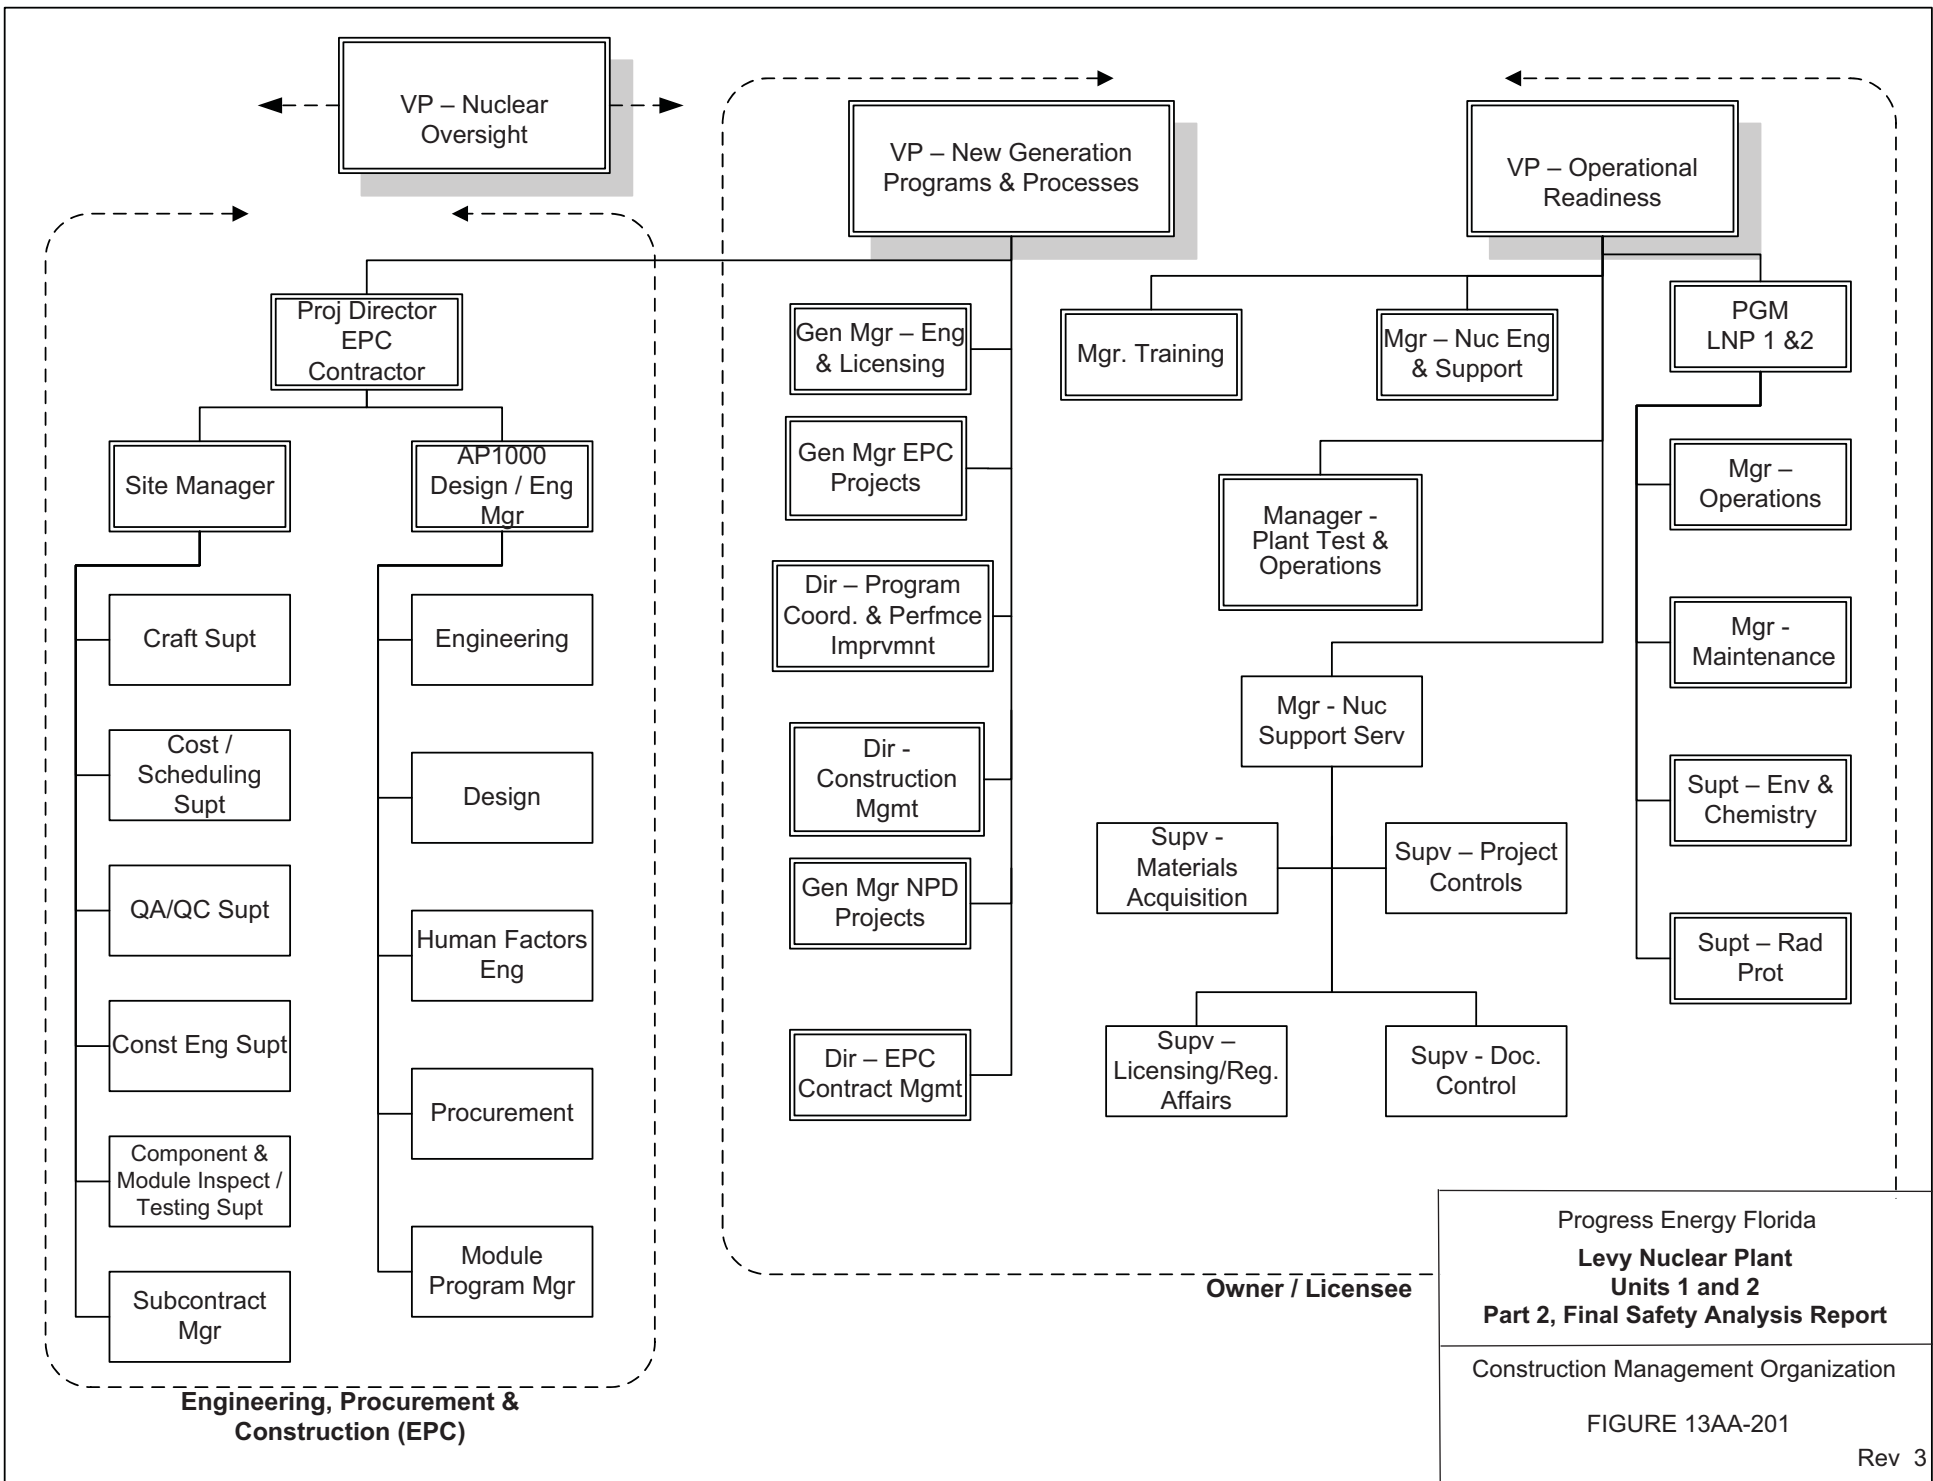 VP – Nuclear
Oversight
VP – New Generation
Programs & Processes
VP – Operational
Readiness
Proj Director
EPC
Contractor
Site Manager
AP1000
Design / Eng
Mgr
Craft Supt
Cost /
Scheduling
Supt
QA/QC Supt
Const Eng Supt
Component &
Module Inspect /
Testing Supt
Subcontract
Mgr
Engineering
Design
Human Factors
Eng
Procurement
Module
Program Mgr
Engineering, Procurement &
Construction (EPC)
Gen Mgr – Eng
& Licensing
Gen Mgr EPC
Projects
Dir – Program
Coord. & Perfmce
Imprvmnt
Dir -
Construction
Mgmt
Gen Mgr NPD
Projects
Dir – EPC
Contract Mgmt
Mgr. Training
Mgr – Nuc Eng
& Support
Manager -
Plant Test &
Operations
Mgr - Nuc
Support Serv
Supv -
Materials
Acquisition
Supv – Project
Controls
Supv –
Licensing/Reg.
Affairs
Supv - Doc.
Control
PGM
LNP 1 &2
Mgr –
Operations
Mgr -
Maintenance
Supt – Env &
Chemistry
Supt – Rad
Prot
Owner / Licensee
Progress Energy Florida
Levy Nuclear Plant
Units 1 and 2
Part 2, Final Safety Analysis Report
Construction Management Organization
FIGURE 13AA-201
Rev 3